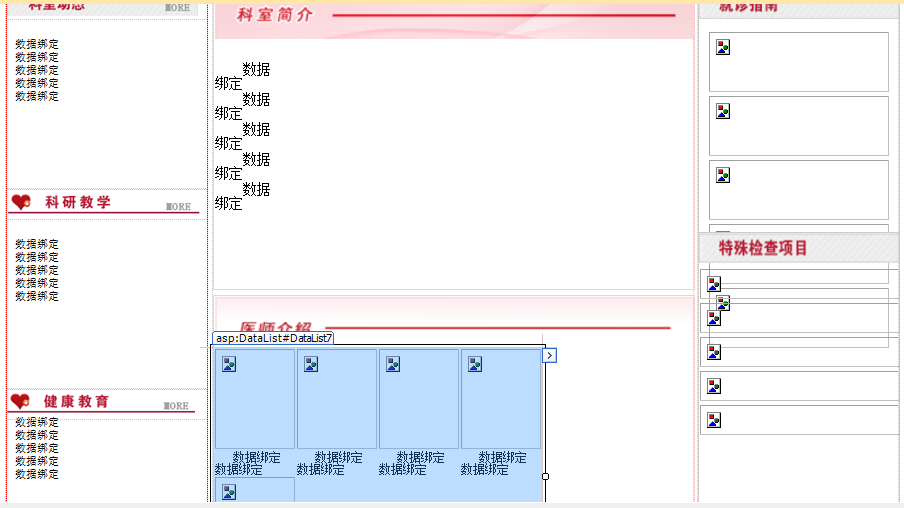 科室动态 MORE
数据绑定
数据绑定
数据绑定
数据绑定
数据绑定
科研教学 MORE
数据绑定
数据绑定
数据绑定
数据绑定
数据绑定
健康教育 MORE
数据绑定
数据绑定
数据绑定
数据绑定
数据绑定
科室简介
数据
绑定
数据
绑定
数据
绑定
数据
绑定
数据
绑定
医师介绍
asp:DataList#DataList7
数据绑定 数据绑定 数据绑定 数据绑定
数据绑定 数据绑定 数据绑定 数据绑定
就诊指南
特殊检查项目